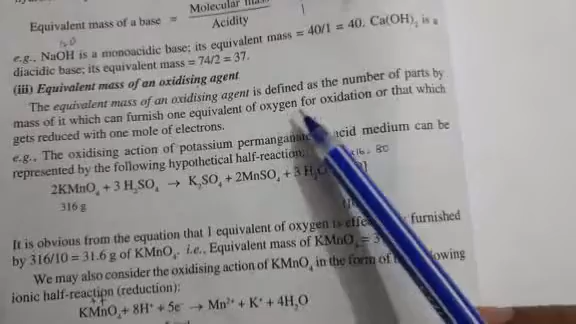 Equivalent mass of a base = Molecular mass / Acidity
e.g., NaOH is a monoacidic base; its equivalent mass = 40/1 = 40. Ca(OH)₂ is a
diacidic base; its equivalent mass = 74/2 = 37.
(iii) Equivalent mass of an oxidising agent
The equivalent mass of an oxidising agent is defined as the number of parts by
mass of it which can furnish one equivalent of oxygen for oxidation or that which
gets reduced with one mole of electrons.
e.g., The oxidising action of potassium acid medium can be
represented by the following hypothetical half-reaction:
2KMnO₄ + 3 H₂SO₄ → K₂SO₄ + 2MnSO₄ + 3
316 g
It is obvious from the equation that 1 equivalent of oxygen is furnished
by 316/10 = 31.6 g of KMnO₄. i.e., Equivalent mass of KMnO₄ =
We may also consider the oxidising action of KMnO₄ in the form of
ionic half-reaction (reduction):
KMnO₄ + 8H⁺ + 5e⁻ → Mn²⁺ + K⁺ + 4H₂O